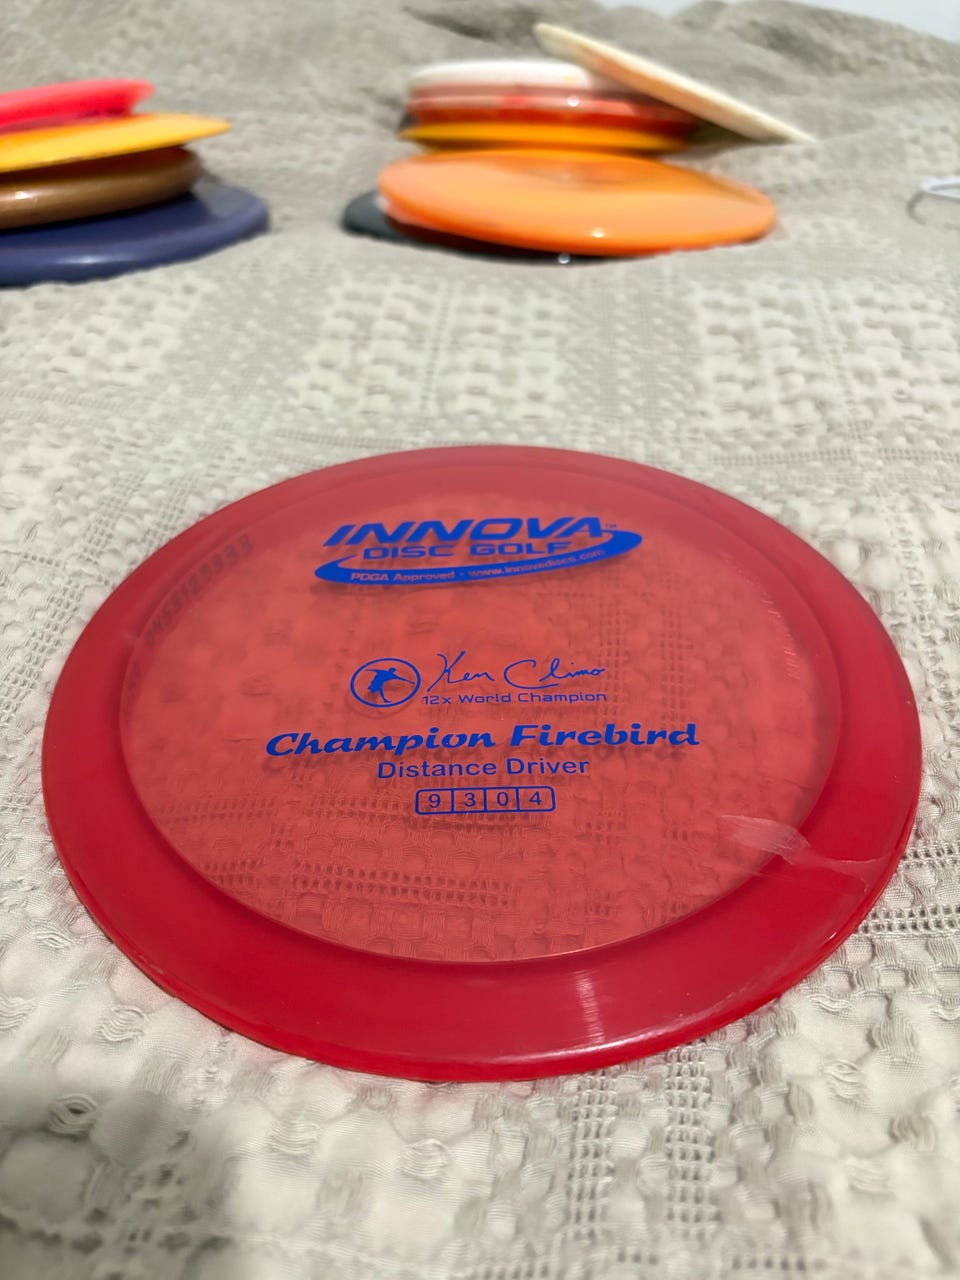 INNOVA™
DISC GOLF
PDGA Approved - www.innovadiscs.com
Ken Climo
12x World Champion
Champion Firebird
Distance Driver
9 3 0 4